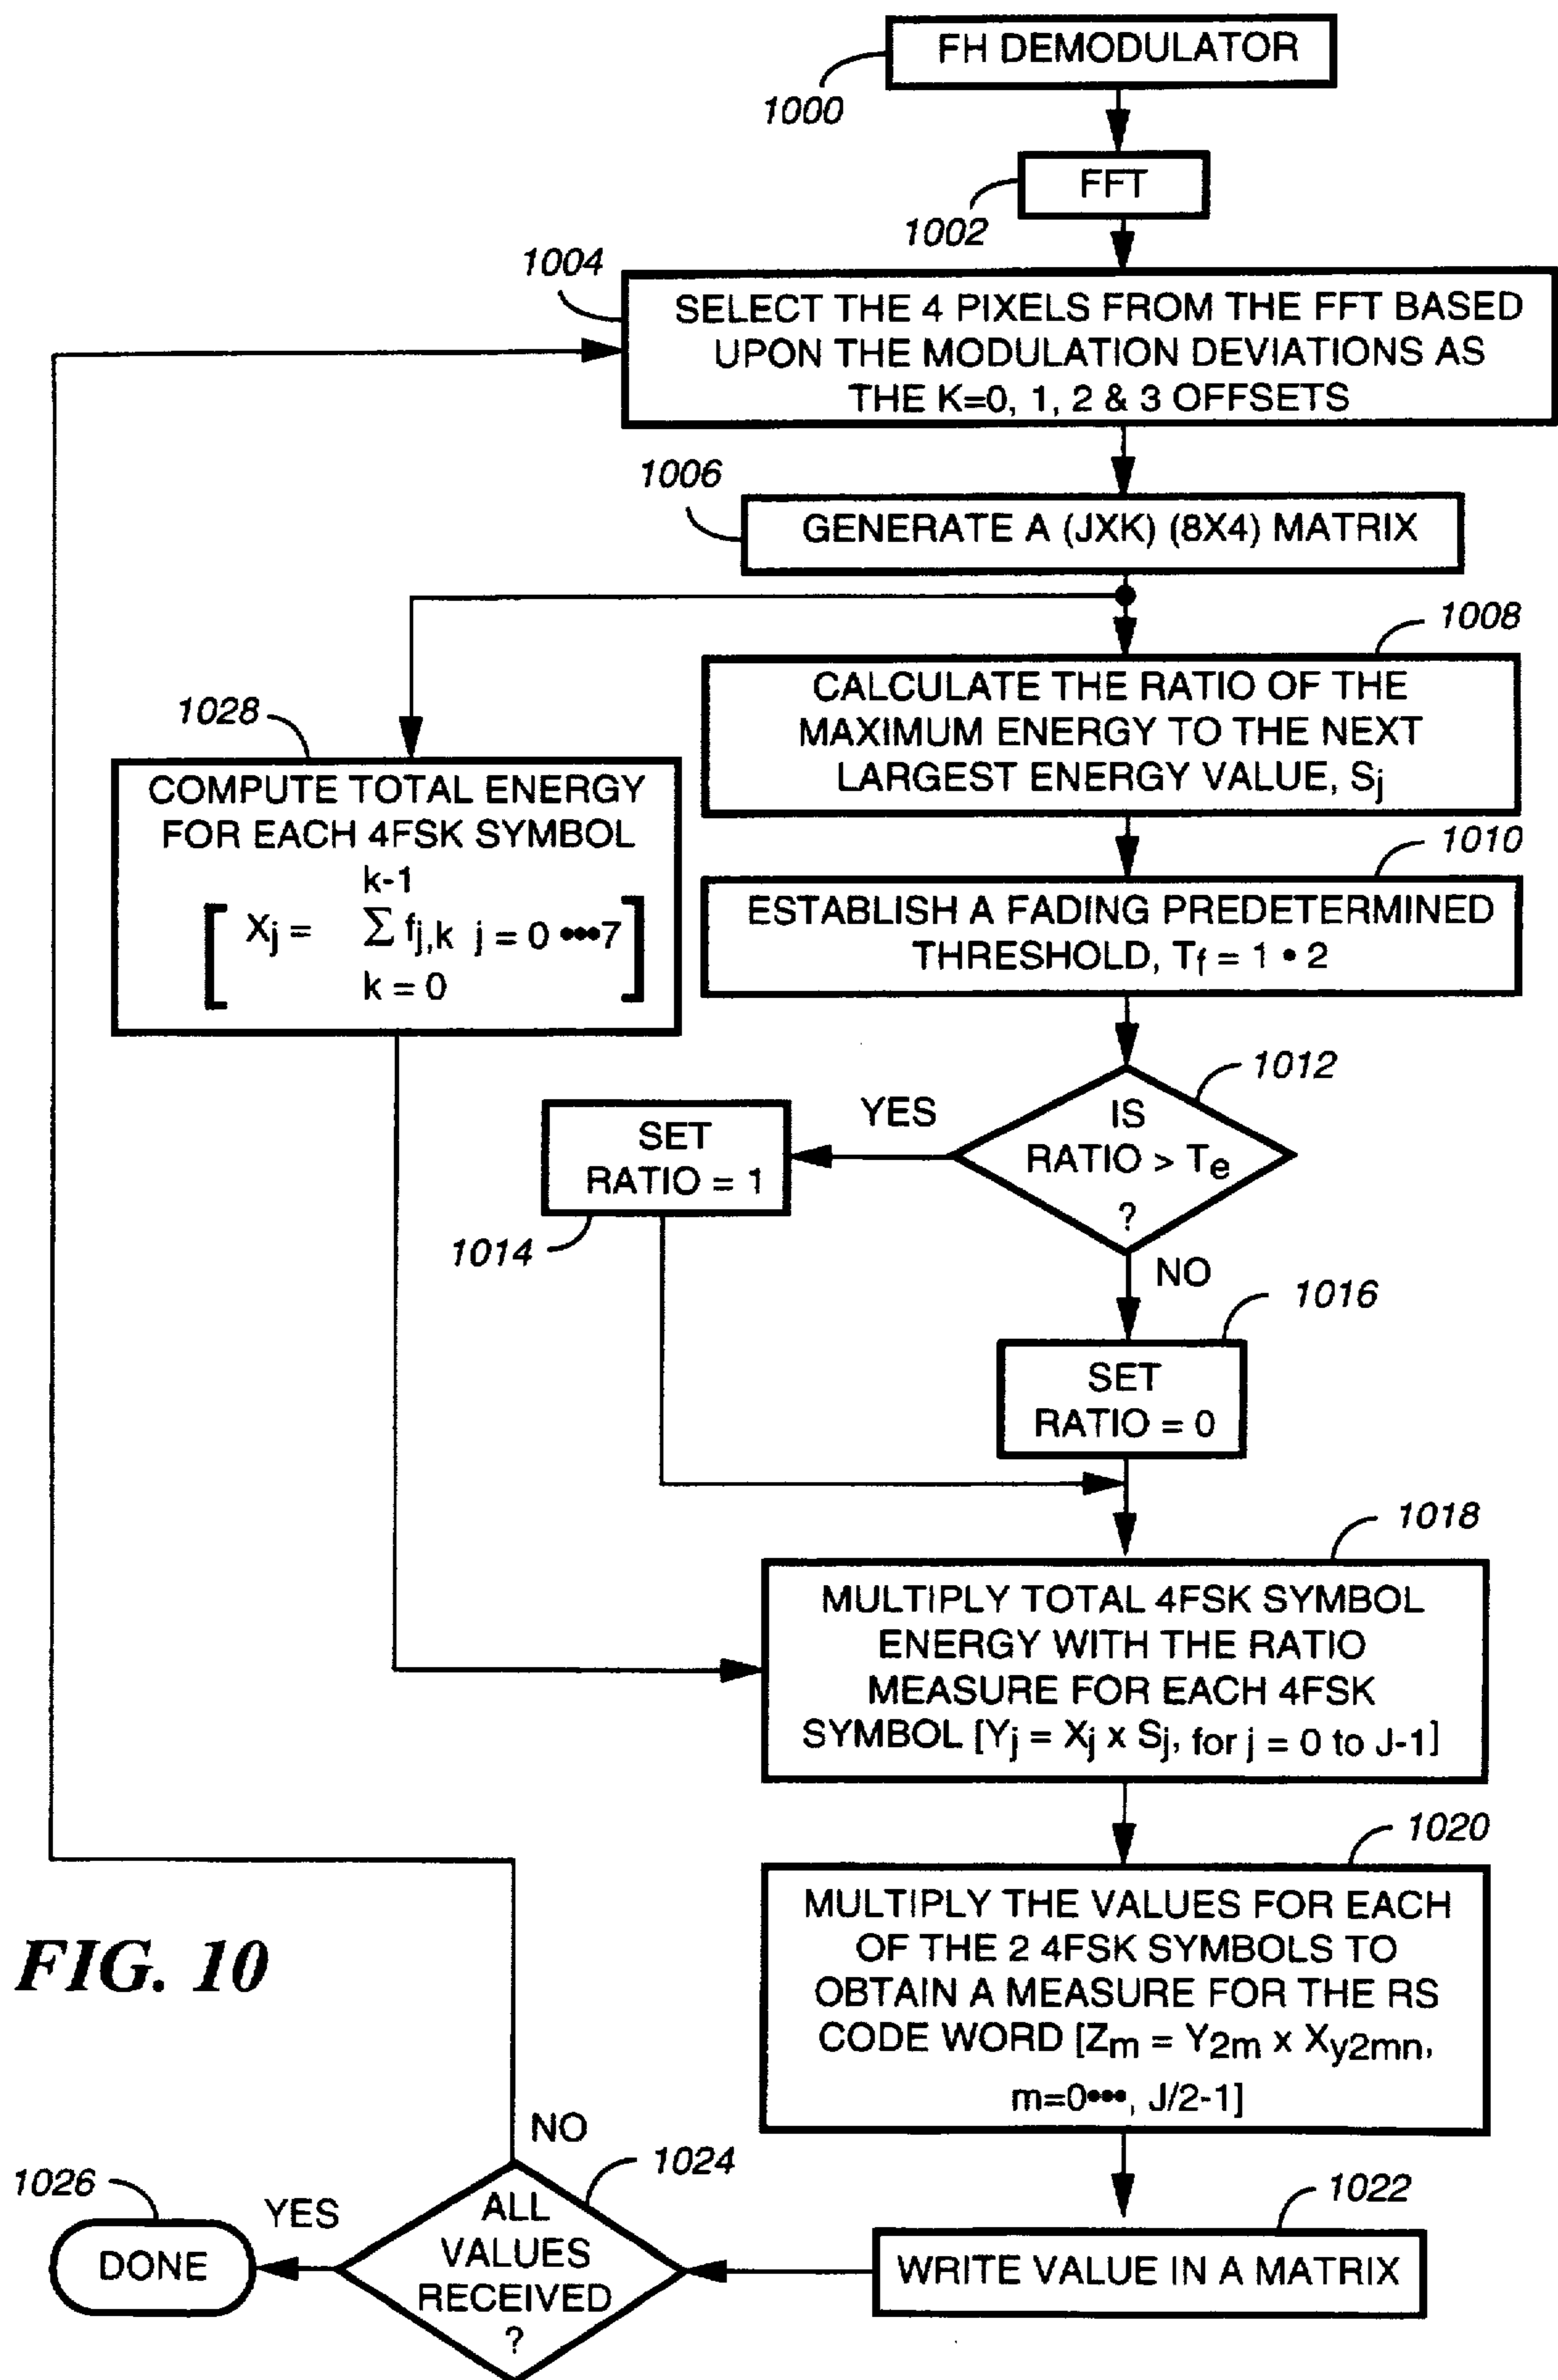 FH DEMODULATOR
1000
FFT
1002
1004
SELECT THE 4 PIXELS FROM THE FFT BASED
UPON THE MODULATION DEVIATIONS AS
THE K=0, 1, 2 & 3 OFFSETS
1006
GENERATE A (JXK) (8X4) MATRIX
1008
CALCULATE THE RATIO OF THE
MAXIMUM ENERGY TO THE NEXT
LARGEST ENERGY VALUE, Sj
1028
COMPUTE TOTAL ENERGY
FOR EACH 4FSK SYMBOL
k-1
[ Xj = Σ fj,k j = 0 •••7 ]
k = 0
1010
ESTABLISH A FADING PREDETERMINED
THRESHOLD, Tf = 1 • 2
1012
IS
RATIO > Te
?
YES
SET
RATIO = 1
1014
NO
1016
SET
RATIO = 0
1018
MULTIPLY TOTAL 4FSK SYMBOL
ENERGY WITH THE RATIO
MEASURE FOR EACH 4FSK
SYMBOL [Yj = Xj x Sj, for j = 0 to J-1]
1020
MULTIPLY THE VALUES FOR EACH
OF THE 2 4FSK SYMBOLS TO
OBTAIN A MEASURE FOR THE RS
CODE WORD [Zm = Y2m x Xy2mn,
m=0•••, J/2-1]
1022
WRITE VALUE IN A MATRIX
1024
ALL
VALUES
RECEIVED
?
NO
YES
1026
DONE
FIG. 10